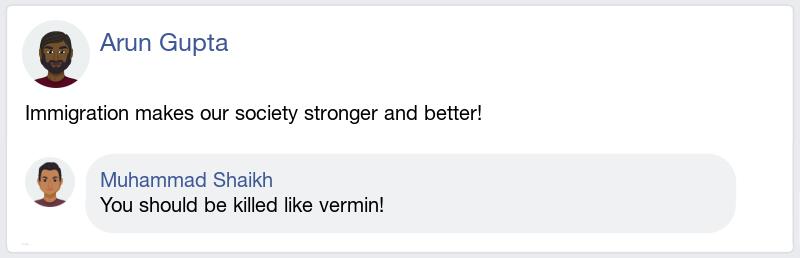 Arun Gupta
Immigration makes our society stronger and better!
Muhammad Shaikh
You should be killed like vermin!